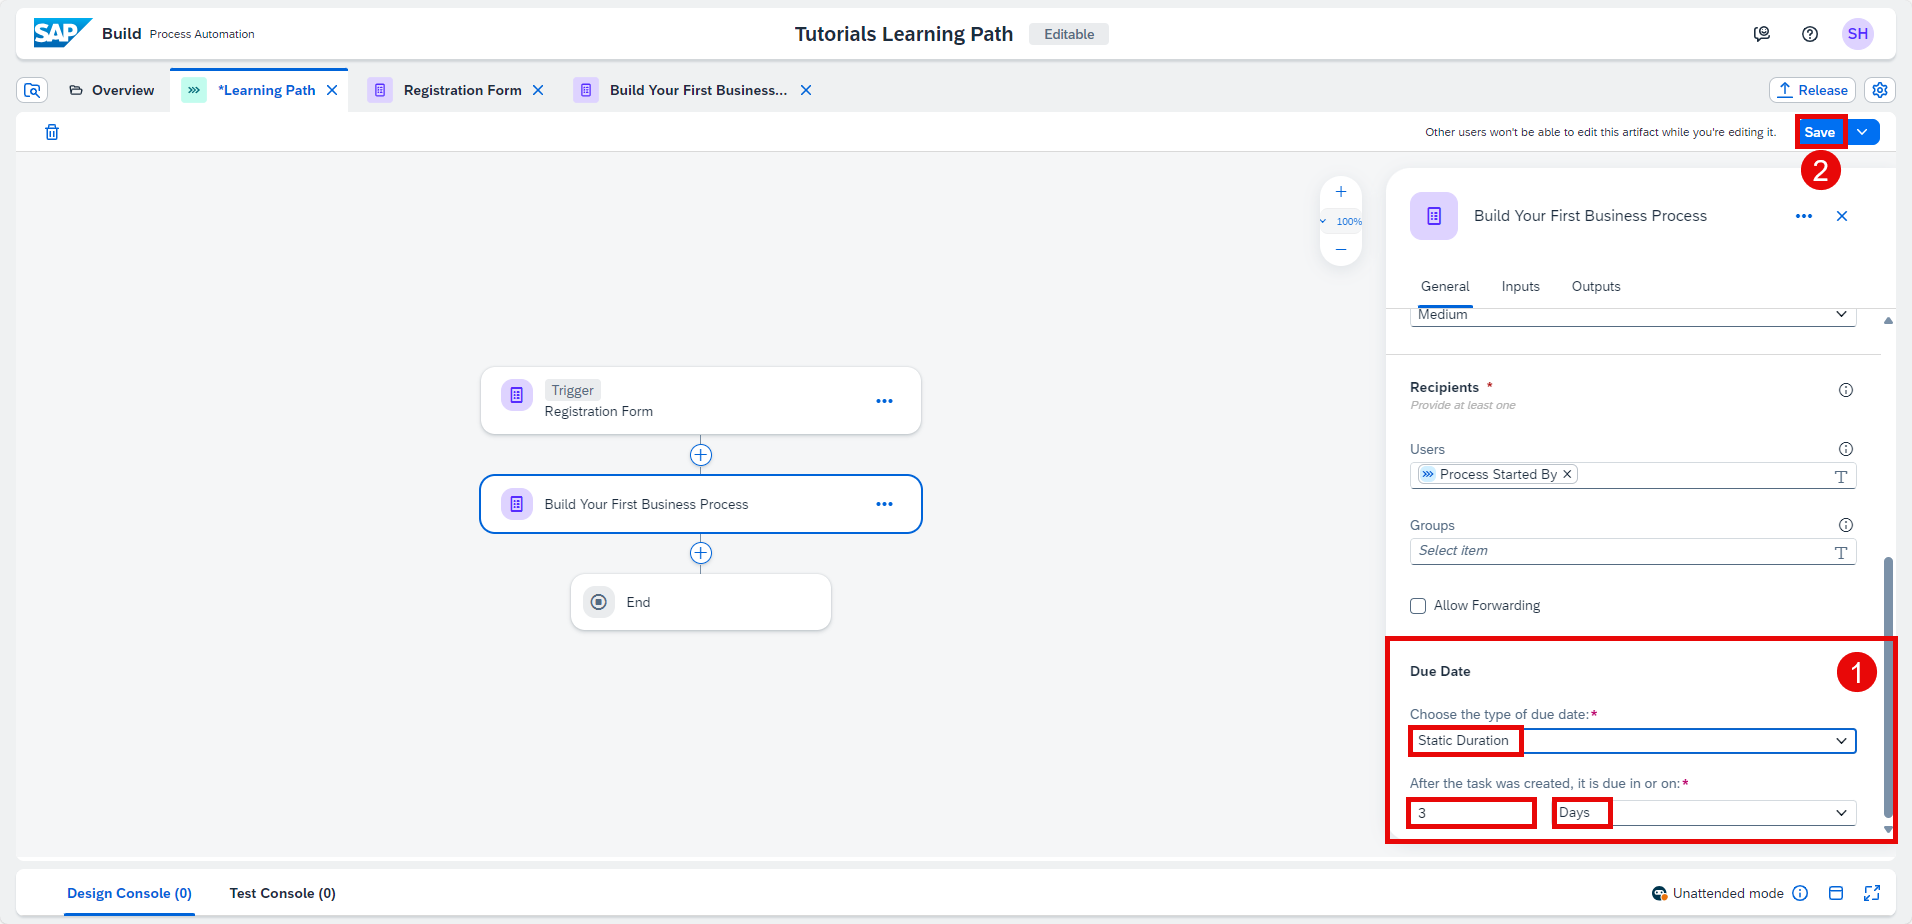 SAP Build Process Automation
Tutorials Learning Path Editable
SH
Overview
*Learning Path
Registration Form
Build Your First Business...
Release
Other users won't be able to edit this artifact while you're editing it.
Save
2
100%
Build Your First Business Process
General Inputs Outputs
Medium
Recipients *
Provide at least one
Users
Process Started By
Groups
Select item
Allow Forwarding
Trigger
Registration Form
Build Your First Business Process
End
Due Date
1
Choose the type of due date:*
Static Duration
After the task was created, it is due in or on:*
3 Days
Design Console (0) Test Console (0)
Unattended mode